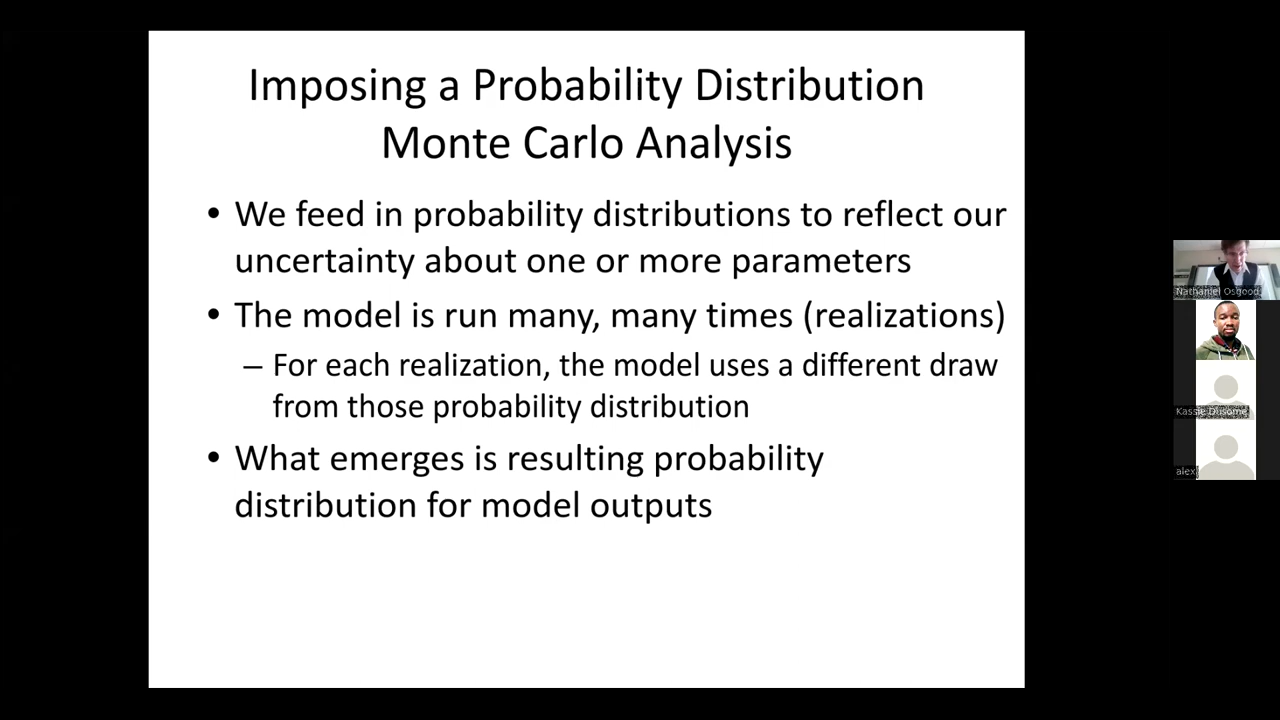 Imposing a Probability Distribution
Monte Carlo Analysis
• We feed in probability distributions to reflect our
uncertainty about one or more parameters
• The model is run many, many times (realizations)
– For each realization, the model uses a different draw
from those probability distribution
• What emerges is resulting probability
distribution for model outputs
Nathaniel Osgood
Kassie Dusome
alex